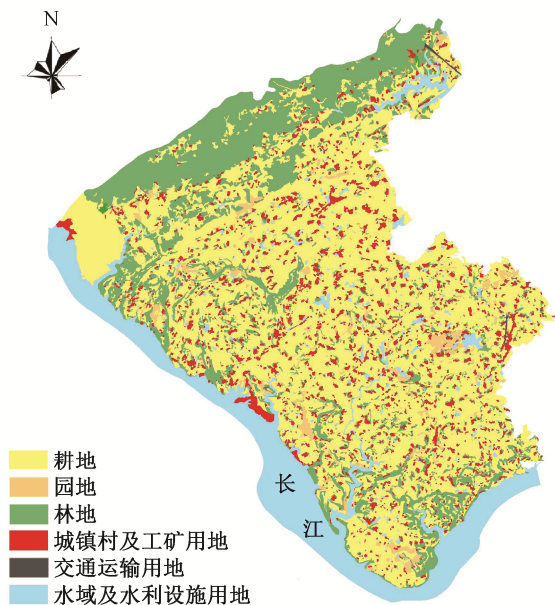 N
长
江
耕地
园地
林地
城镇村及工矿用地
交通运输用地
水域及水利设施用地